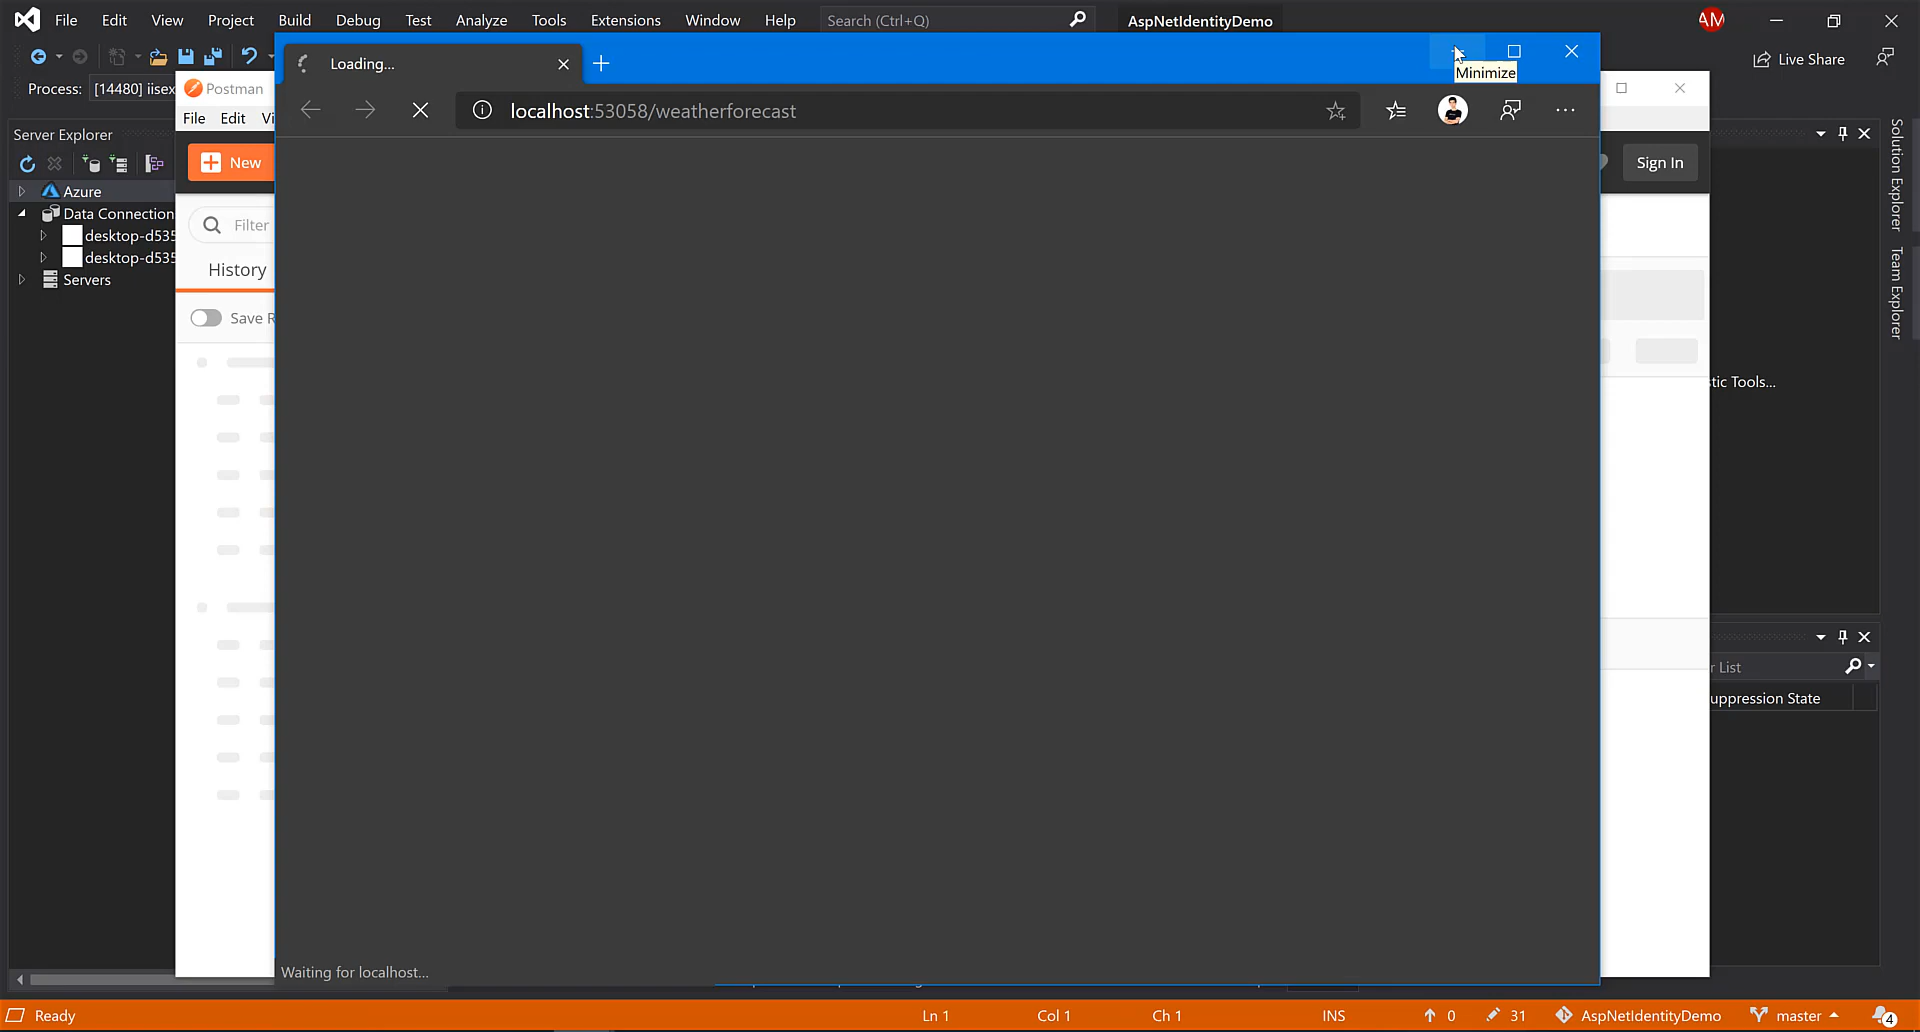 File Edit View Project Build Debug Test Analyze Tools Extensions Window Help Search (Ctrl+Q) AspNetIdentityDemo AM
Loading...
Minimize
Live Share
Process: [14480] iisex
Postman
localhost:53058/weatherforecast
File Edit Vi
Server Explorer
New
Sign In
Azure
Data Connection
desktop-d535
desktop-d535
Servers
Filter
History
Save R
Solution Explorer
Team Explorer
stic Tools...
r List
uppression State
Waiting for localhost...
Ready Ln 1 Col 1 Ch 1 INS 0 31 AspNetIdentityDemo master 4